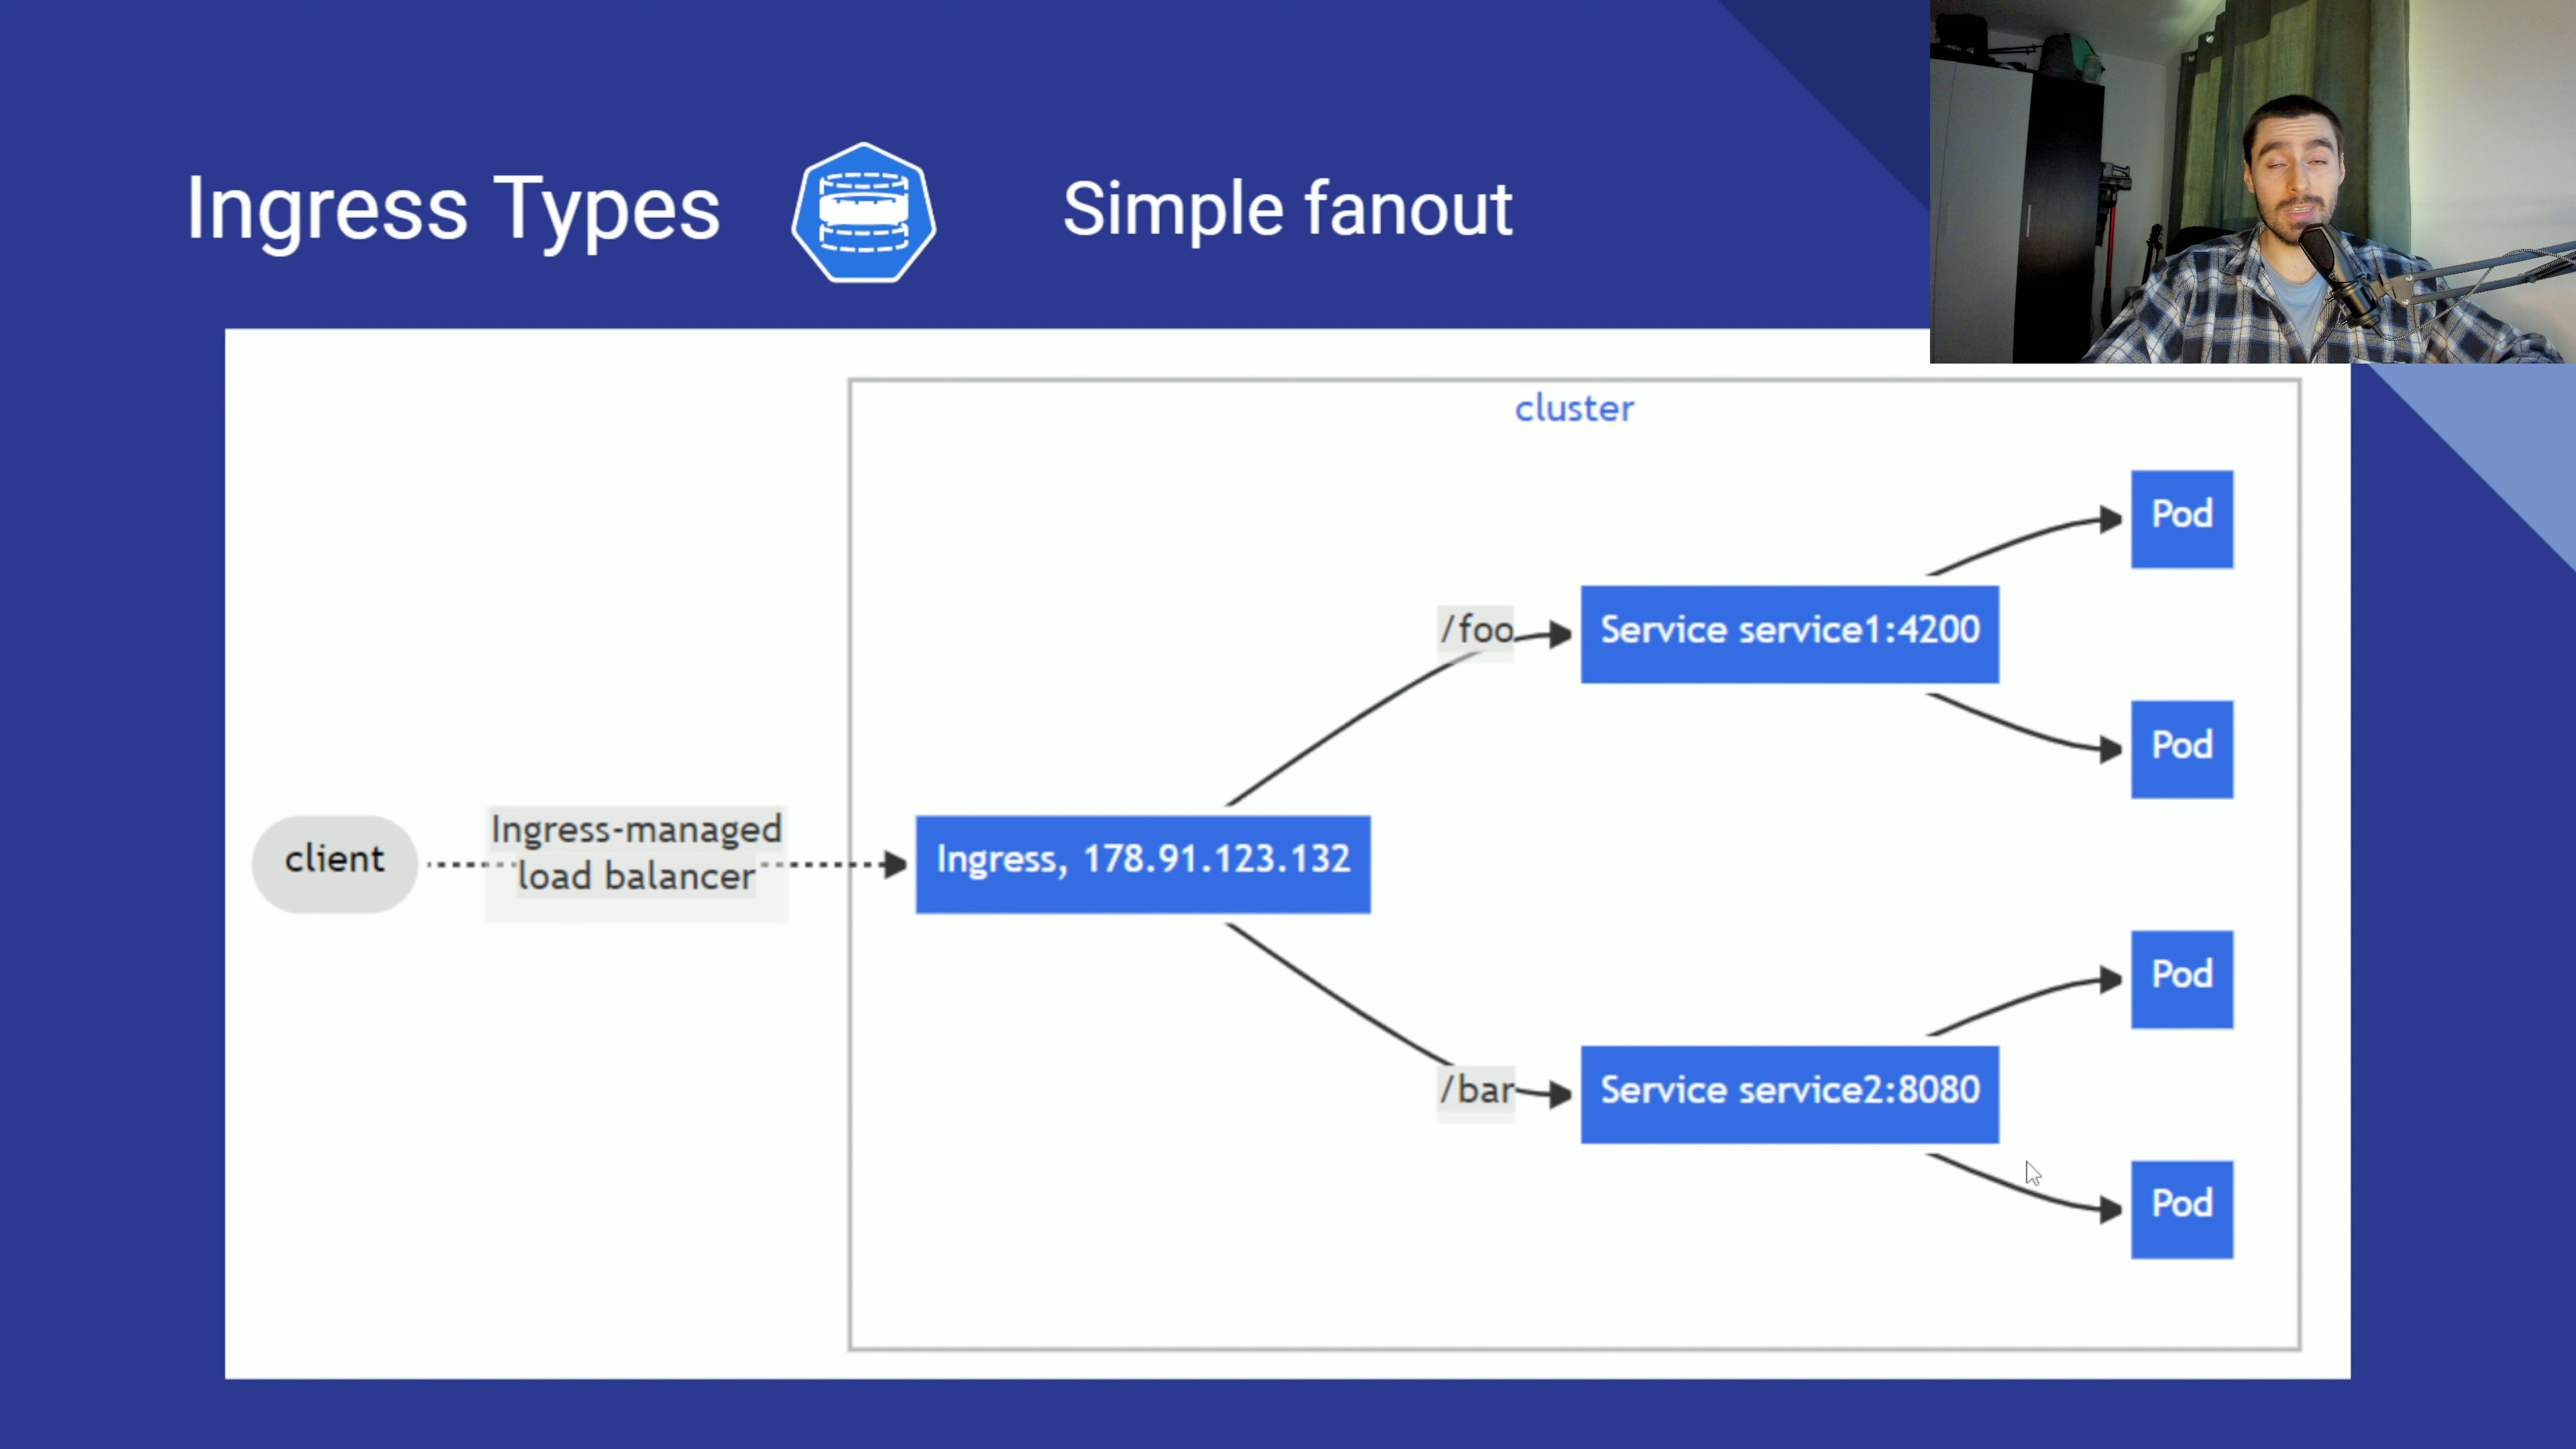 Ingress Types
Simple fanout
cluster
Pod
/foo
Service service1:4200
Pod
client
Ingress-managed
load balancer
Ingress, 178.91.123.132
Pod
/bar
Service service2:8080
Pod